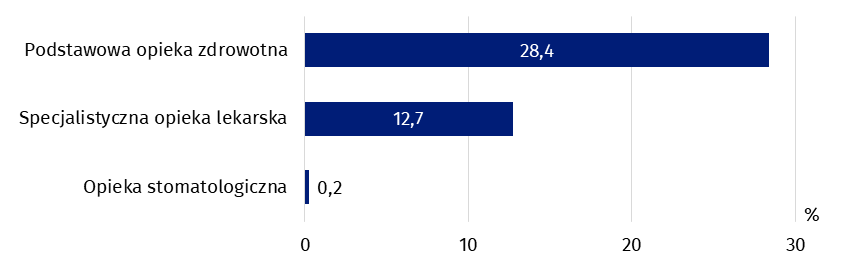 Podstawowa opieka zdrowotna
28,4
Specjalistyczna opieka lekarska
12,7
Opieka stomatologiczna
0,2
%
0
10
20
30